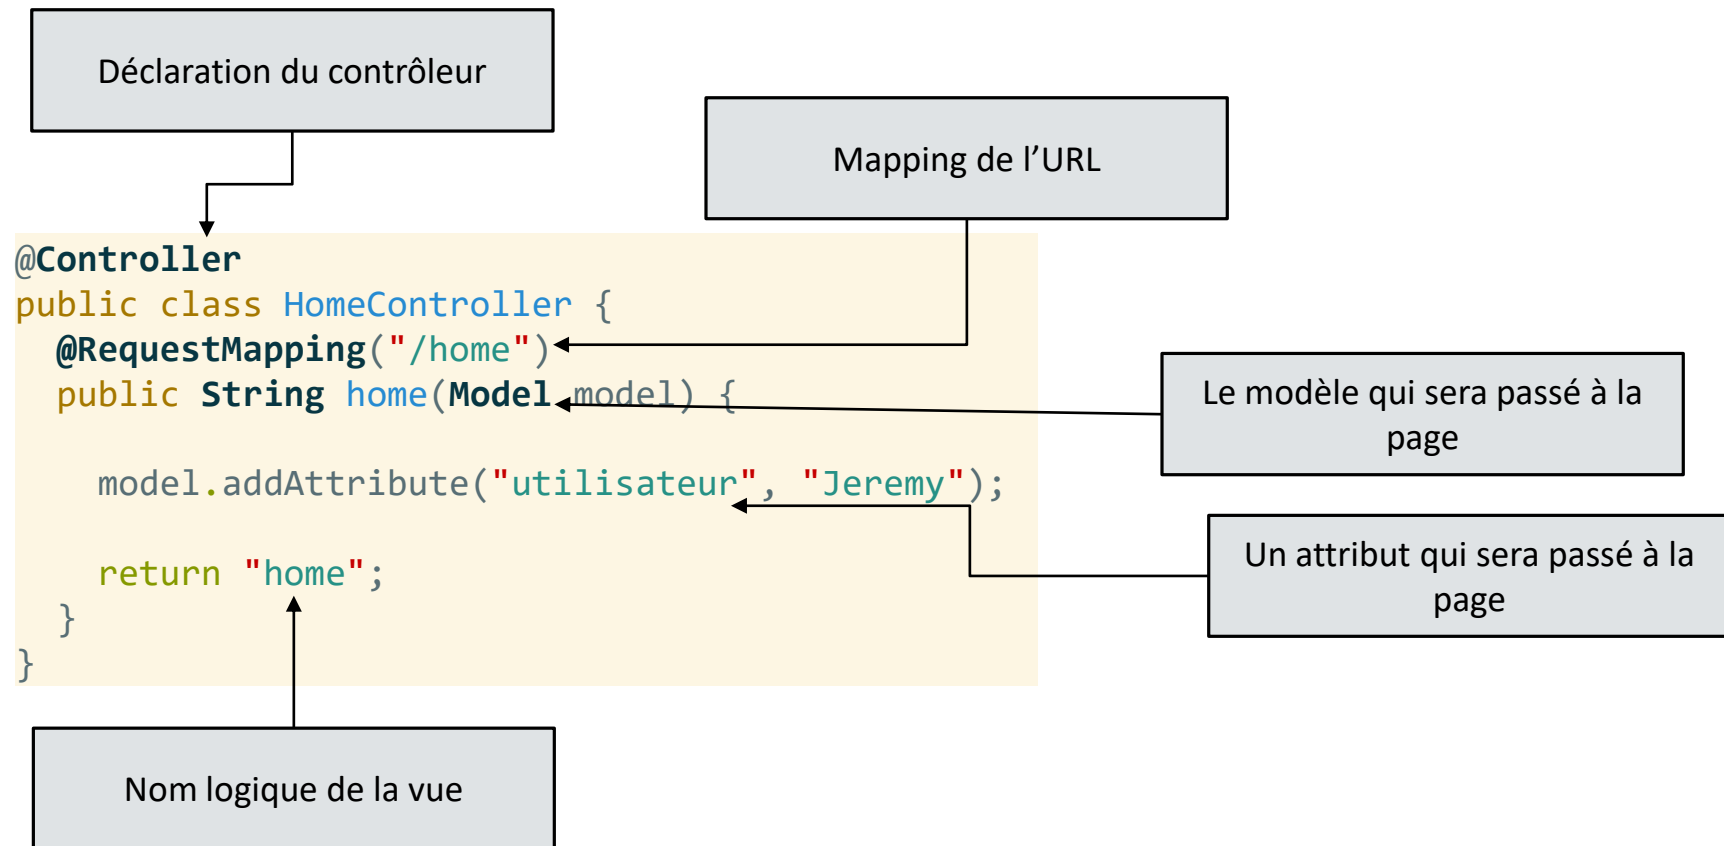 Déclaration du contrôleur
Mapping de l’URL
@Controller
public class HomeController {
@RequestMapping("/home")
public String home(Model model) {
Le modèle qui sera passé à la
page
model.addAttribute("utilisateur", "Jeremy");
Un attribut qui sera passé à la
page
return "home";
}
}
Nom logique de la vue